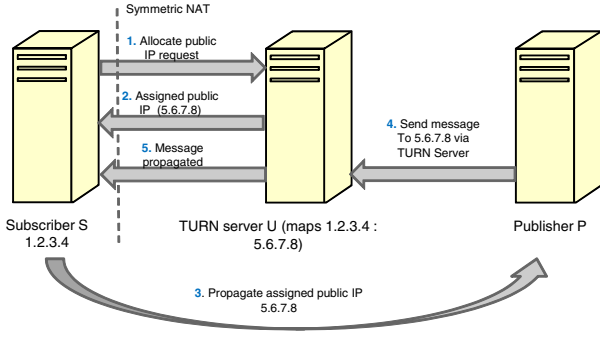 Symmetric NAT
1. Allocate public
IP request
2. Assigned public
IP (5.6.7.8)
5. Message
propagated
4. Send message
To 5.6.7.8 via
TURN Server
Subscriber S
1.2.3.4
TURN server U (maps 1.2.3.4 :
5.6.7.8)
Publisher P
3. Propagate assigned public IP
5.6.7.8